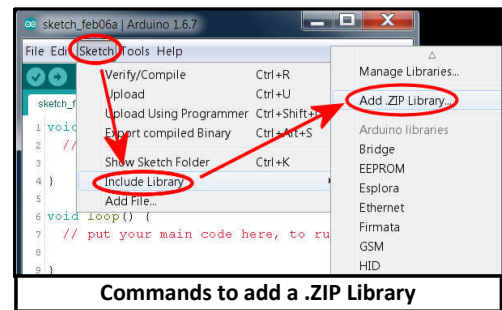 sketch_feb06a | Arduino 1.6.7
File Edit Sketch Tools Help
Verify/Compile Ctrl+R
Upload Ctrl+U
Upload Using Programmer Ctrl+Shift+
Export compiled Binary Ctrl+Alt+S
Show Sketch Folder Ctrl+K
Include Library
Add File...
Manage Libraries...
Add .ZIP Library...
Arduino libraries
Bridge
EEPROM
Esplora
Ethernet
Firmata
GSM
HID
sketch_f
1 void
2 //
3
4 }
5
6 void loop() {
7 // put your main code here, to ru
8
9 }
Commands to add a .ZIP Library